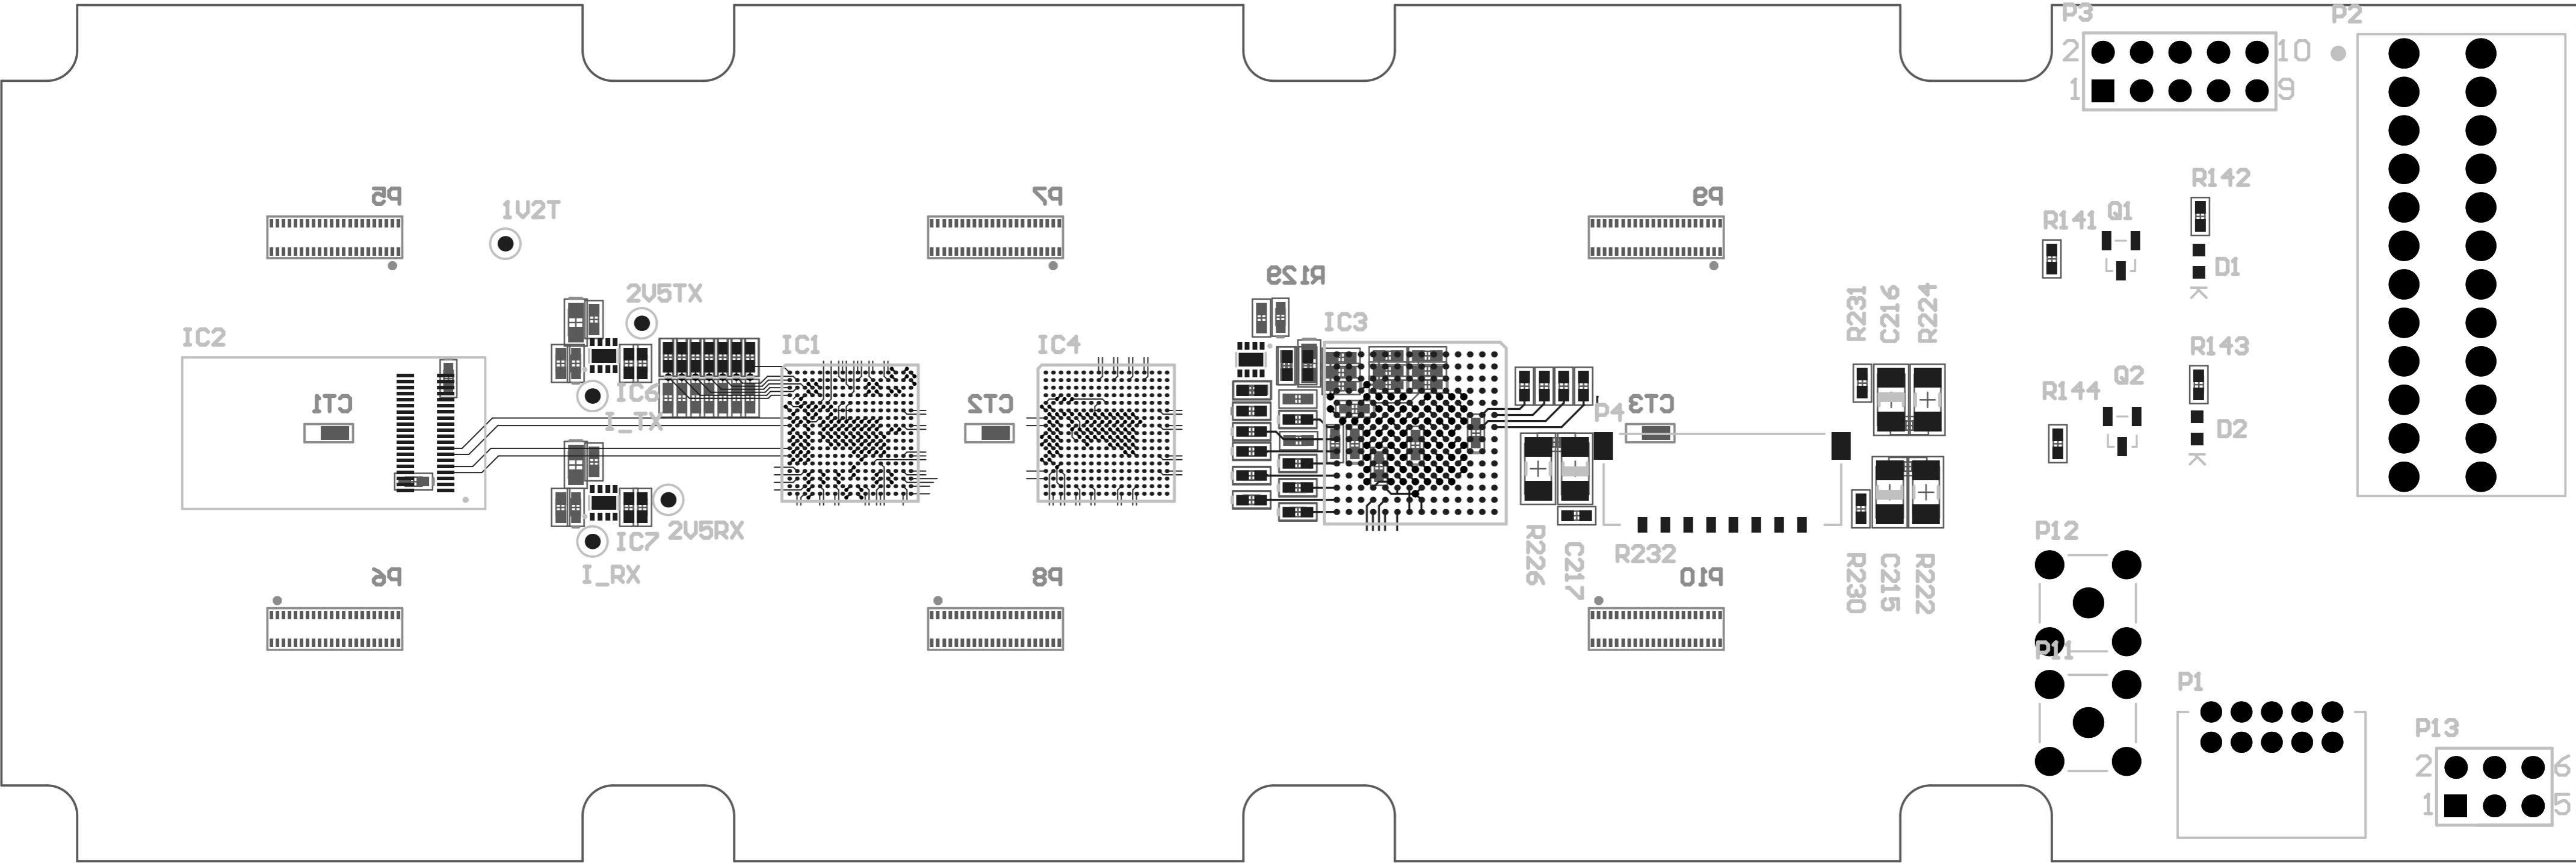 P3
P2
2
10
1
9
R142
P5
P7
P9
1V2T
R141
Q1
D1
K
R129
2V5TX
R231
C216
R224
IC3
IC2
IC1
IC4
R143
Q2
R144
IC6
CT1
CT2
CT3
P4
I_TX
D2
K
2V5RX
IC7
P12
R226
C217
R232
R230
C215
R222
I_RX
P6
P8
P10
P11
P1
P13
2
6
1
5